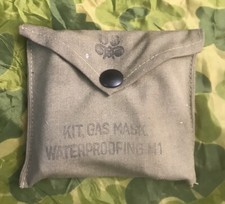 KIT, GAS MASK
WATERPROOFING M1